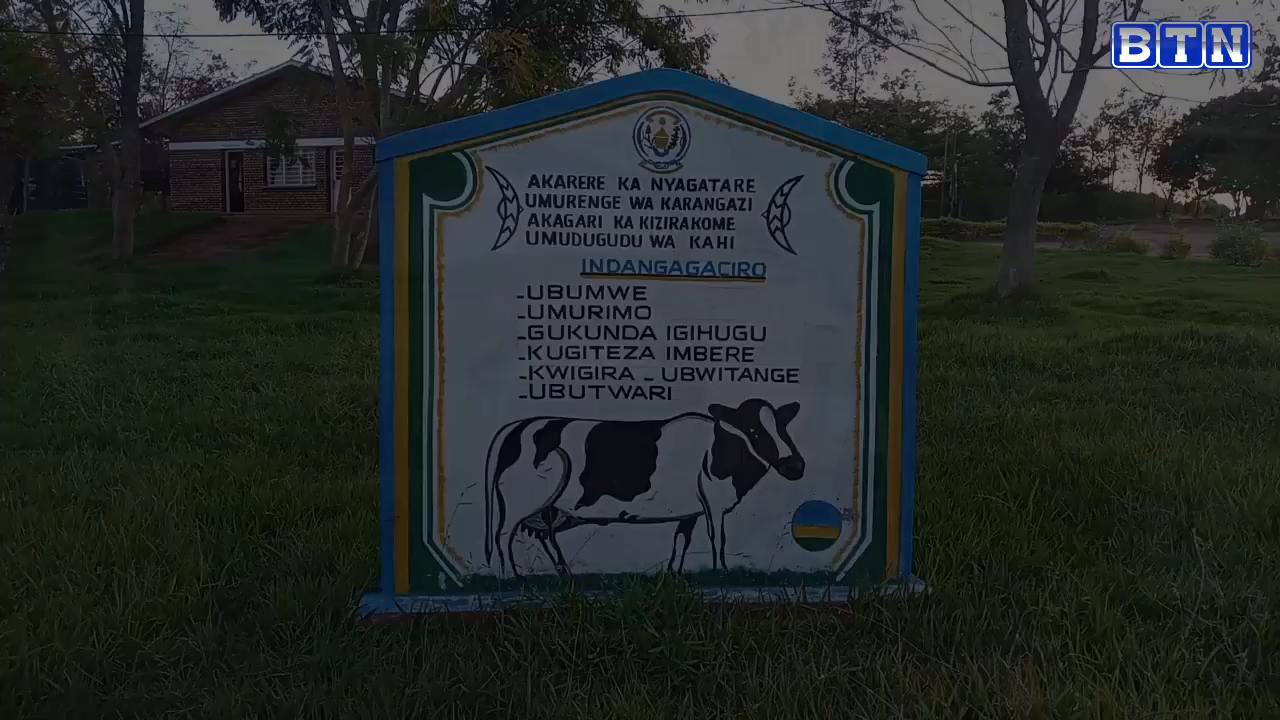 BTN
AKARERE KA NYAGATARE
UMURENGE WA KARANGAZI
AKAGARI KA KIZIRAKOME
UMUDUGUDU WA KAHI
INDANGAGACIRO
-UBUMWE
-UMURIMO
-GUKUNDA IGIHUGU
-KUGITEZA IMBERE
-KWIGIRA - UBWITANGE
-UBUTWARI